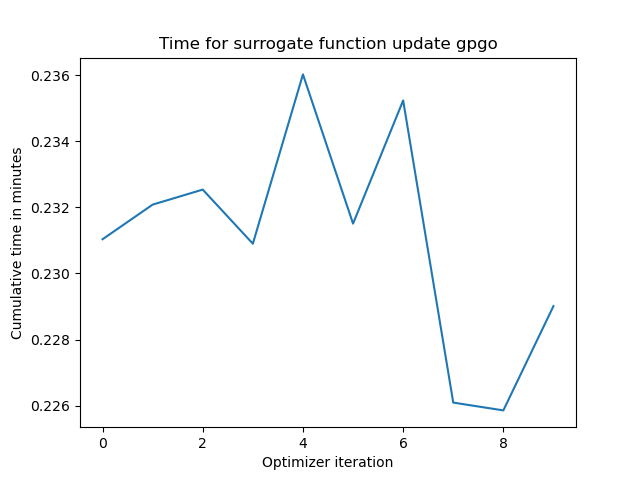 Time for surrogate function update gpgo
Cumulative time in minutes
0.236
0.234
0.232
0.230
0.228
0.226
0 2 4 6 8
Optimizer iteration